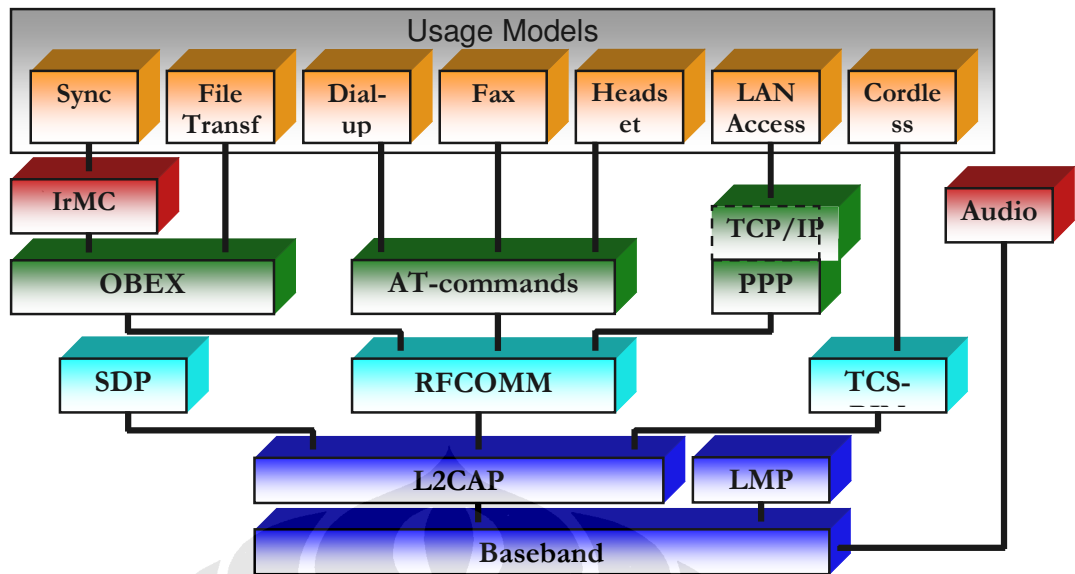 Usage Models
Sync
File
Transf
Dial-
up
Fax
Heads
et
LAN
Access
Cordle
ss
IrMC
Audio
TCP/IP
OBEX
AT-commands
PPP
SDP
RFCOMM
TCS-
L2CAP
LMP
Baseband